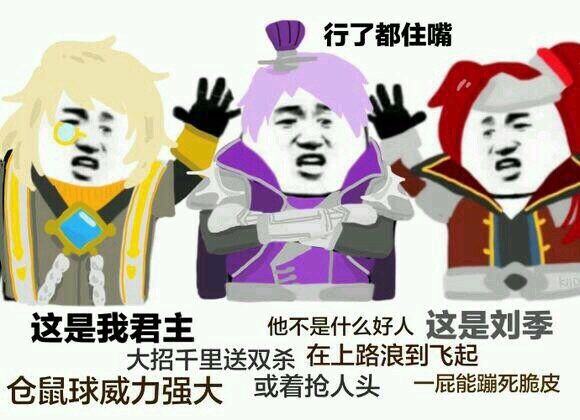 行了都住嘴
这是我君主
他不是什么好人
这是刘季
大招千里送双杀
在上路浪到飞起
仓鼠球威力强大
或着抢人头
一屁能蹦死脆皮